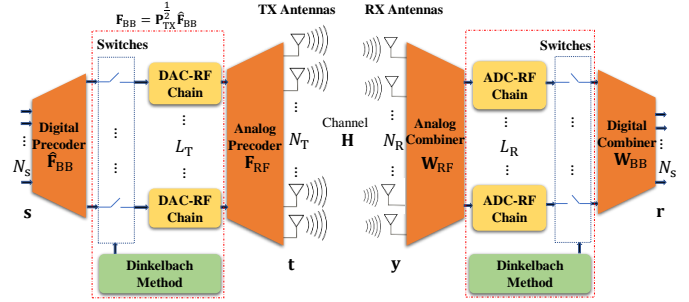 F_BB = P_TX^{1/2} F̂_BB
TX Antennas
RX Antennas
Switches
Switches
DAC-RF
Chain
ADC-RF
Chain
Digital
Precoder
F̂_BB
N_s
s
⋮
L_T
Analog
Precoder
F_RF
N_T
Channel
H
N_R
Analog
Combiner
W_RF
L_R
Digital
Combiner
W_BB
N_s
r
DAC-RF
Chain
ADC-RF
Chain
t
y
Dinkelbach
Method
Dinkelbach
Method